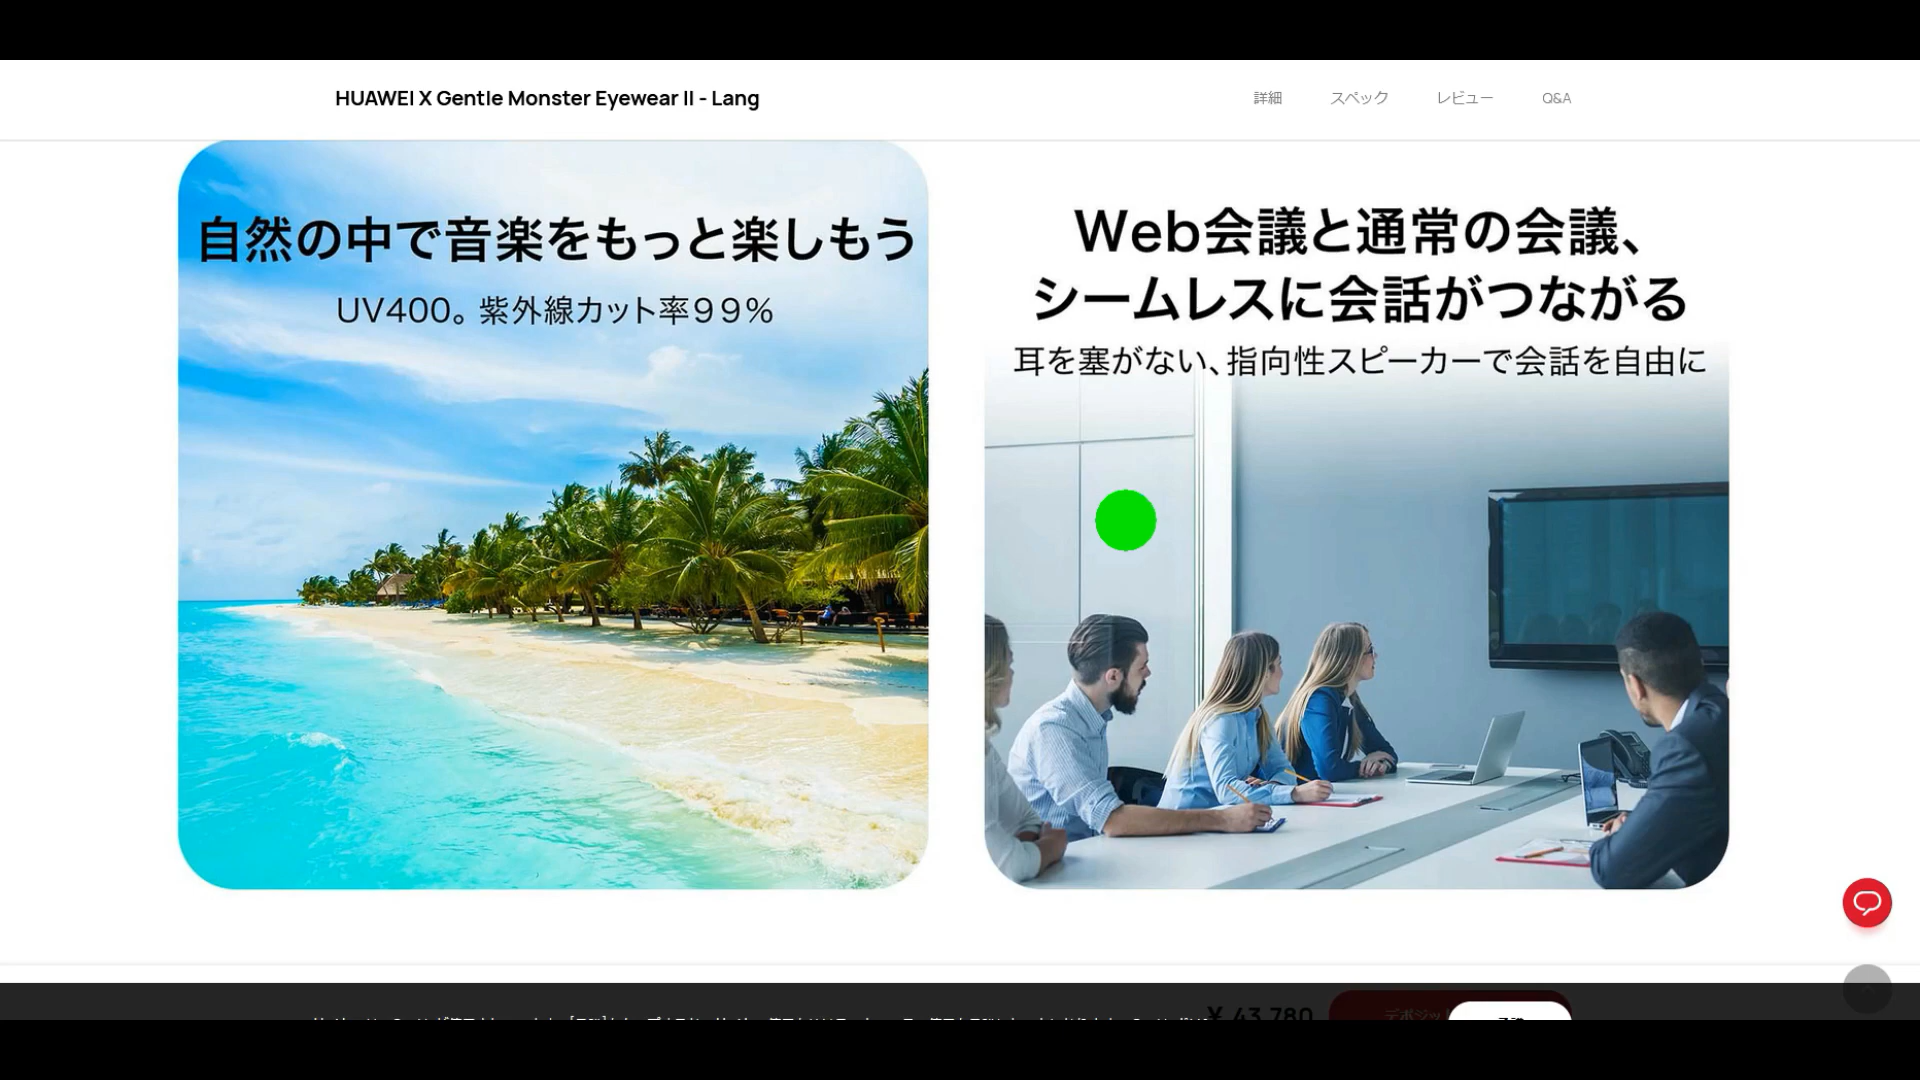 HUAWEI X Gentle Monster Eyewear II - Lang
詳細
スペック
レビュー
Q&A
自然の中で音楽をもっと楽しもう
UV400。紫外線カット率99%
Web会議と通常の会議、
シームレスに会話がつながる
耳を塞がない、指向性スピーカーで会話を自由に
¥ 43,780